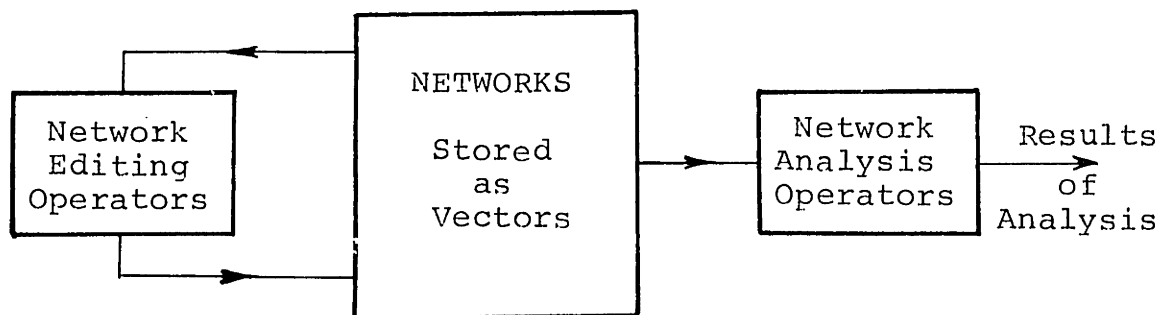 Network
Editing
Operators
NETWORKS
Stored
as
Vectors
Network
Analysis
Operators
Results
of
Analysis